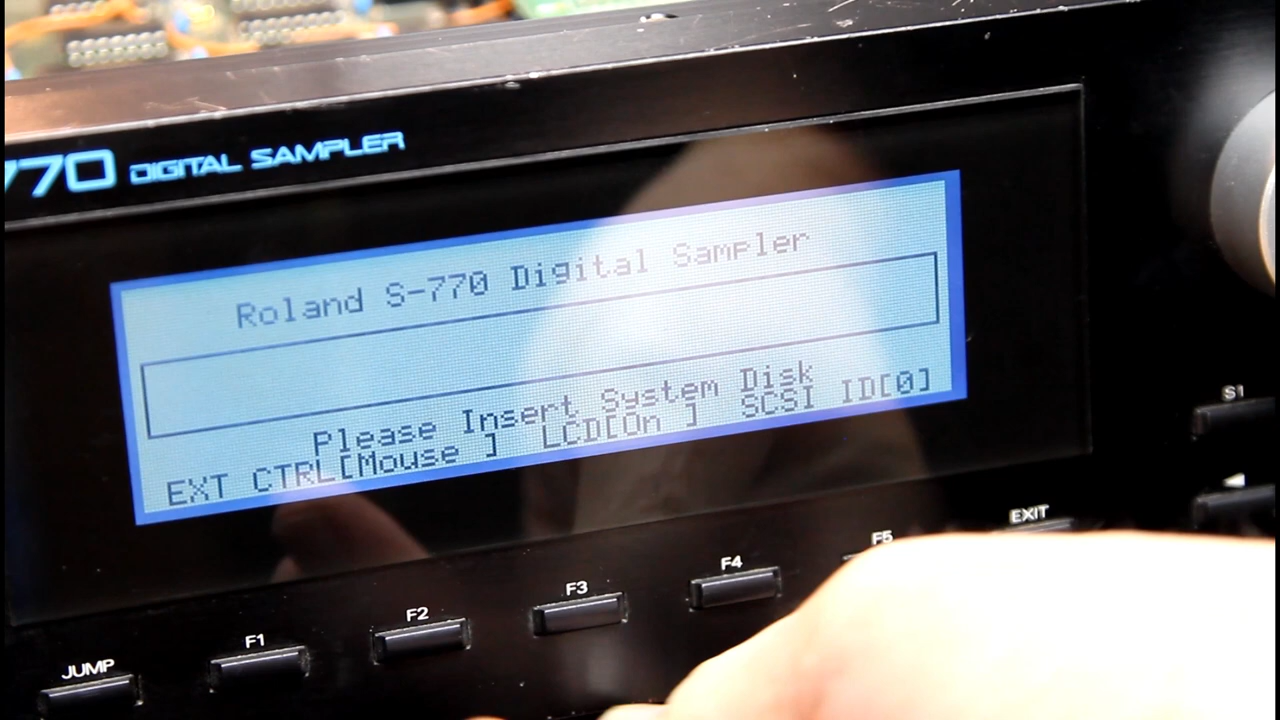 770 DIGITAL SAMPLER
Roland S-770 Digital Sampler
Please Insert System Disk
EXT CTRL[Mouse ] LCD[On ] SCSI ID[0]
S1
EXIT
F5
F4
F3
F2
F1
JUMP